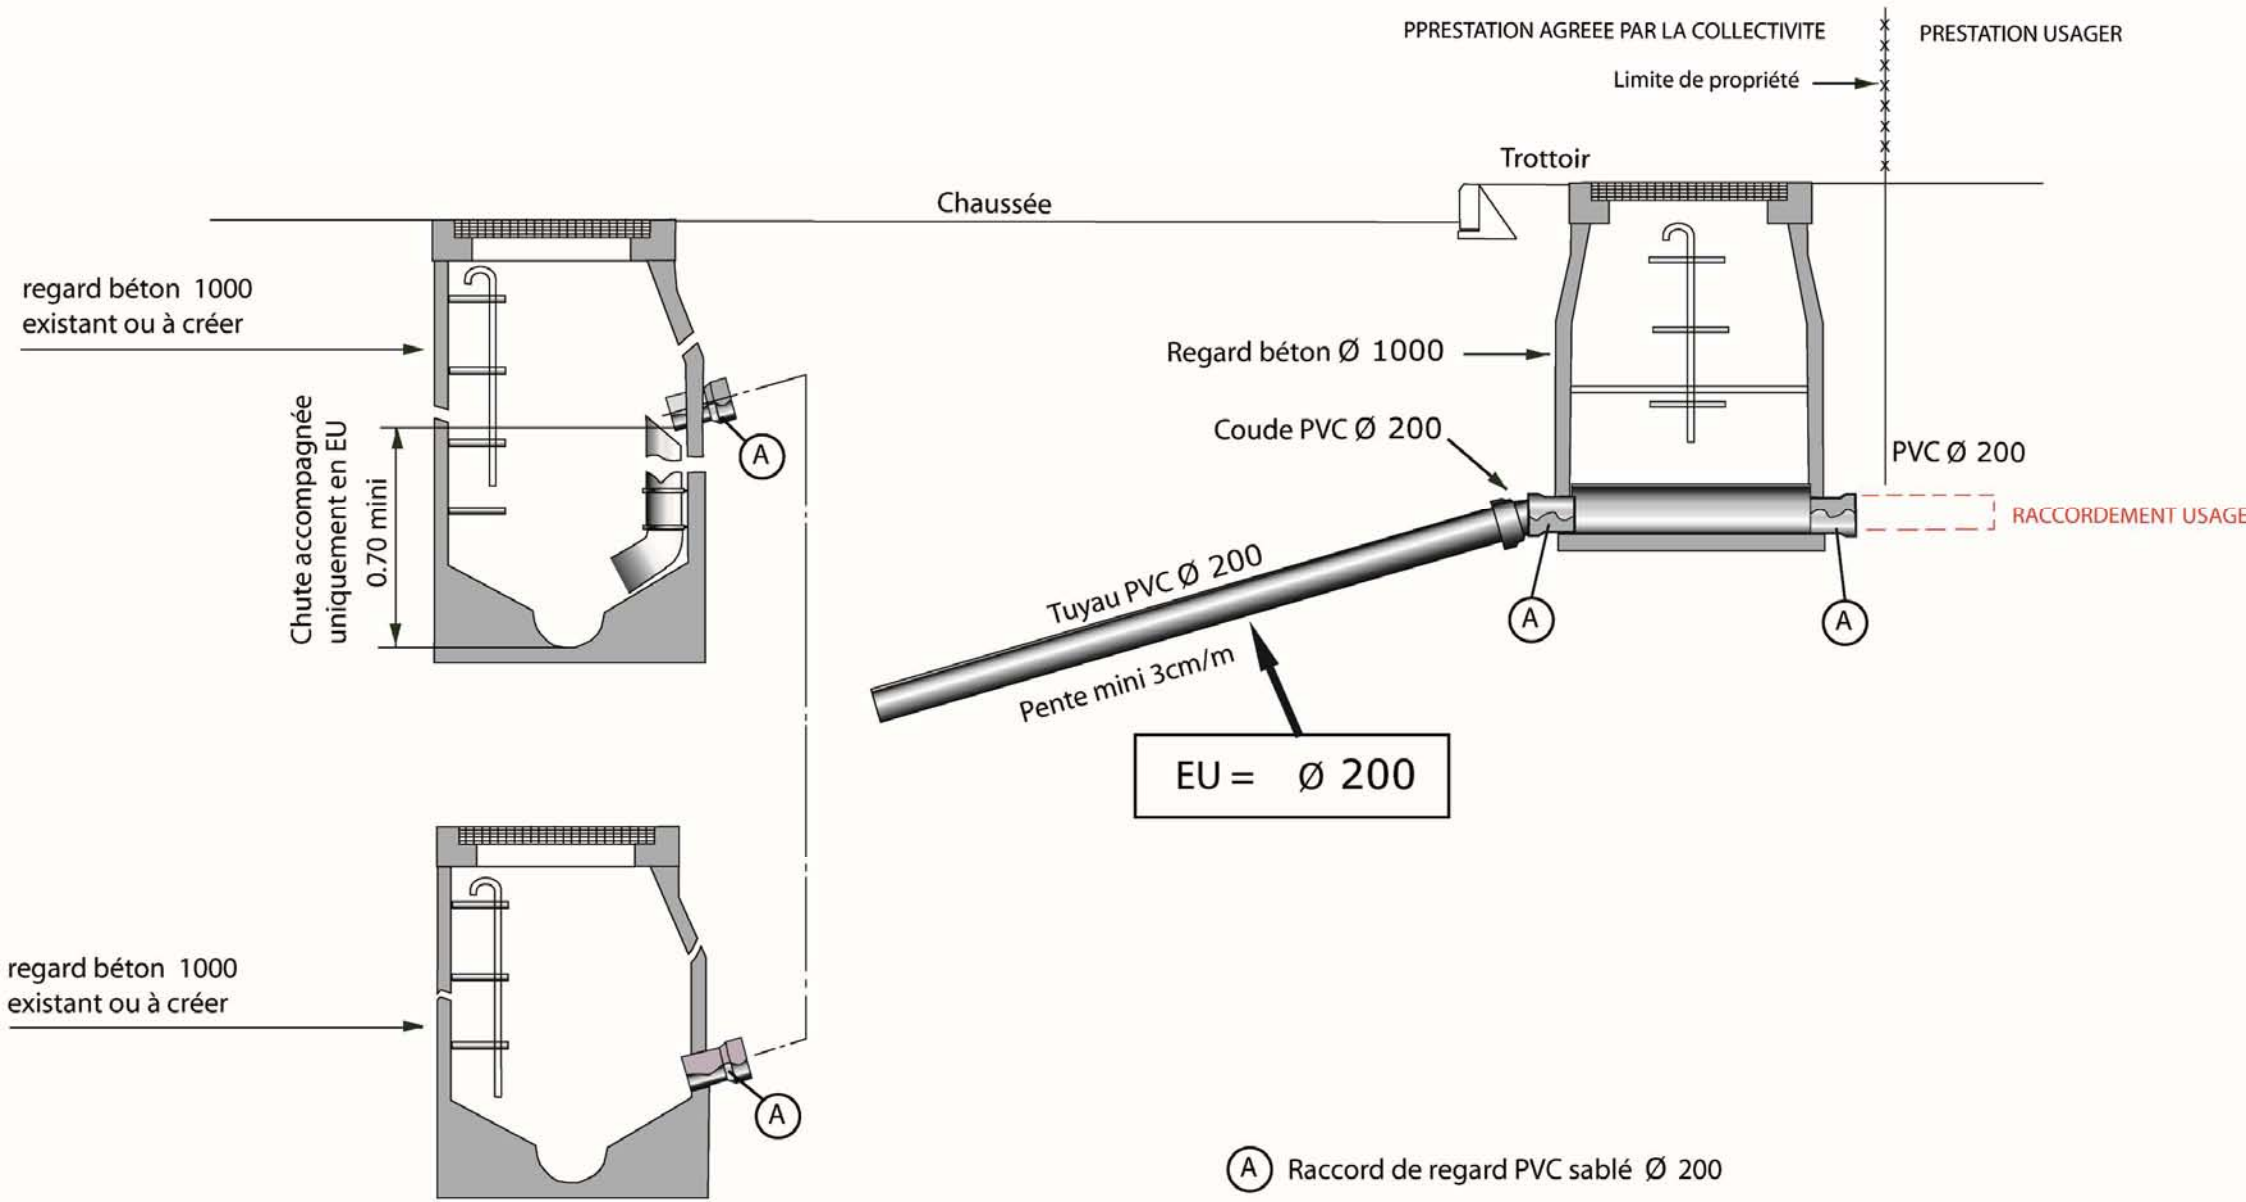 PPRESTATION AGREEE PAR LA COLLECTIVITE
PRESTATION USAGER
Limite de propriété
Trottoir
Chaussée
regard béton 1000
existant ou à créer
Regard béton Ø 1000
Chute accompagnée
uniquement en EU
0.70 mini
A
Coude PVC Ø 200
PVC Ø 200
RACCORDEMENT USAGE
Tuyau PVC Ø 200
Pente mini 3cm/m
A
A
EU = Ø 200
regard béton 1000
existant ou à créer
A
A Raccord de regard PVC sablé Ø 200